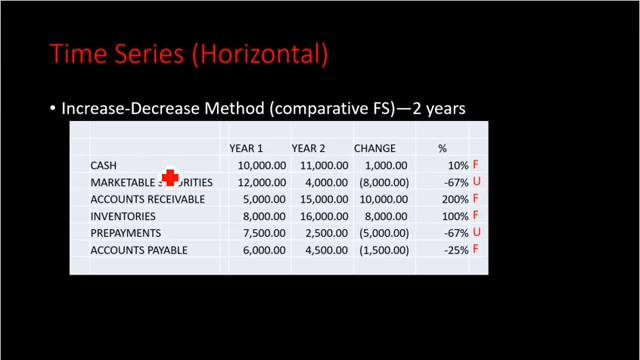 Time Series (Horizontal)
• Increase-Decrease Method (comparative FS)—2 years
YEAR 1 YEAR 2 CHANGE %
CASH 10,000.00 11,000.00 1,000.00 10% F
MARKETABLE SECURITIES 12,000.00 4,000.00 (8,000.00) -67% U
ACCOUNTS RECEIVABLE 5,000.00 15,000.00 10,000.00 200% F
INVENTORIES 8,000.00 16,000.00 8,000.00 100% F
PREPAYMENTS 7,500.00 2,500.00 (5,000.00) -67% U
ACCOUNTS PAYABLE 6,000.00 4,500.00 (1,500.00) -25% F